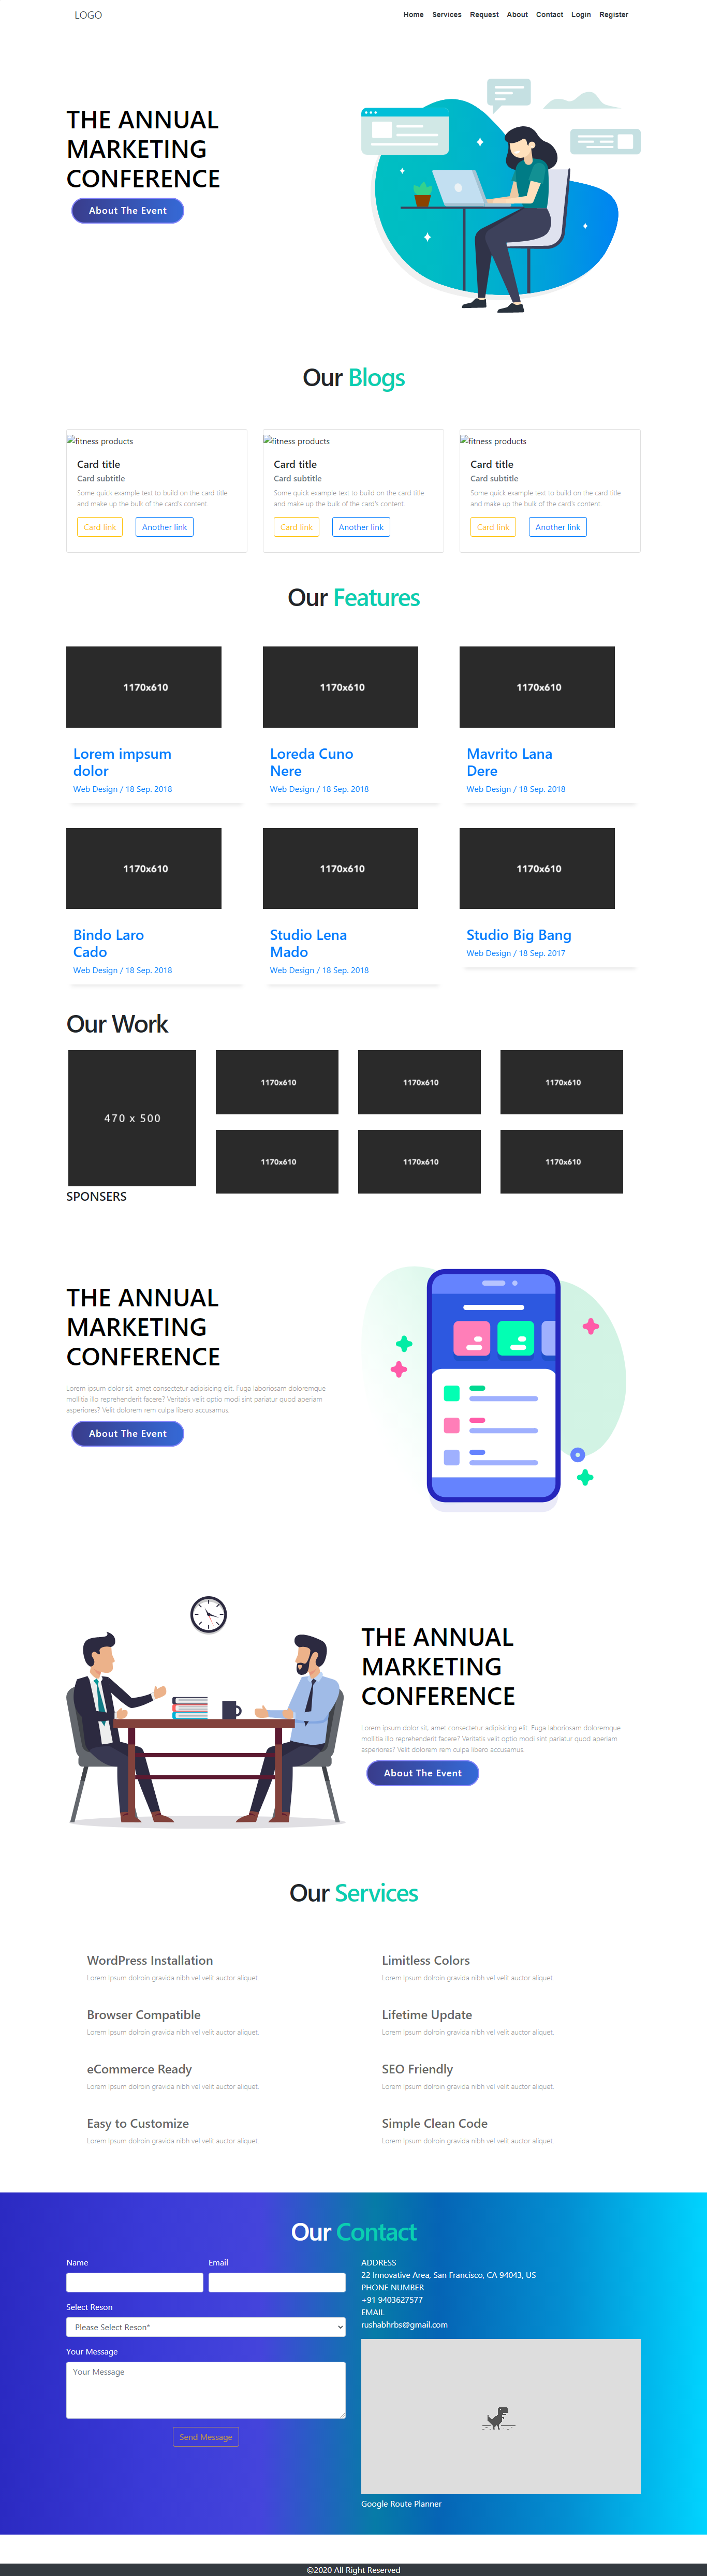 LOGO
Home Services Request About Contact Login Register
THE ANNUAL
MARKETING
CONFERENCE
About The Event
Our Blogs
fitness products
Card title
Card subtitle
Some quick example text to build on the card title
and make up the bulk of the card's content.
Card link Another link
fitness products
Card title
Card subtitle
Some quick example text to build on the card title
and make up the bulk of the card's content.
Card link Another link
fitness products
Card title
Card subtitle
Some quick example text to build on the card title
and make up the bulk of the card's content.
Card link Another link
Our Features
1170x610
Lorem impsum
dolor
Web Design / 18 Sep. 2018
1170x610
Loreda Cuno
Nere
Web Design / 18 Sep. 2018
1170x610
Mavrito Lana
Dere
Web Design / 18 Sep. 2018
1170x610
Bindo Laro
Cado
Web Design / 18 Sep. 2018
1170x610
Studio Lena
Mado
Web Design / 18 Sep. 2018
1170x610
Studio Big Bang
Web Design / 18 Sep. 2017
Our Work
470 x 500
SPONSERS
1170x610
1170x610
1170x610
1170x610
1170x610
1170x610
THE ANNUAL
MARKETING
CONFERENCE
Lorem ipsum dolor sit, amet consectetur adipisicing elit. Fuga laboriosam doloremque
mollitia illo reprehenderit facere? Veritatis velit optio modi sint pariatur quod aperiam
asperiores? Velit dolorem rem culpa libero accusamus.
About The Event
THE ANNUAL
MARKETING
CONFERENCE
Lorem ipsum dolor sit, amet consectetur adipisicing elit. Fuga laboriosam doloremque
mollitia illo reprehenderit facere? Veritatis velit optio modi sint pariatur quod aperiam
asperiores? Velit dolorem rem culpa libero accusamus.
About The Event
Our Services
WordPress Installation
Lorem Ipsum dolroin gravida nibh vel velit auctor aliquet.
Limitless Colors
Lorem Ipsum dolroin gravida nibh vel velit auctor aliquet.
Browser Compatible
Lorem Ipsum dolroin gravida nibh vel velit auctor aliquet.
Lifetime Update
Lorem Ipsum dolroin gravida nibh vel velit auctor aliquet.
eCommerce Ready
Lorem Ipsum dolroin gravida nibh vel velit auctor aliquet.
SEO Friendly
Lorem Ipsum dolroin gravida nibh vel velit auctor aliquet.
Easy to Customize
Lorem Ipsum dolroin gravida nibh vel velit auctor aliquet.
Simple Clean Code
Lorem Ipsum dolroin gravida nibh vel velit auctor aliquet.
Our Contact
Name Email
Select Reson
Please Select Reson*
Your Message
Your Message
Send Message
ADDRESS
22 Innovative Area, San Francisco, CA 94043, US
PHONE NUMBER
+91 9403627577
EMAIL
rushabhrbs@gmail.com
Google Route Planner
©2020 All Right Reserved